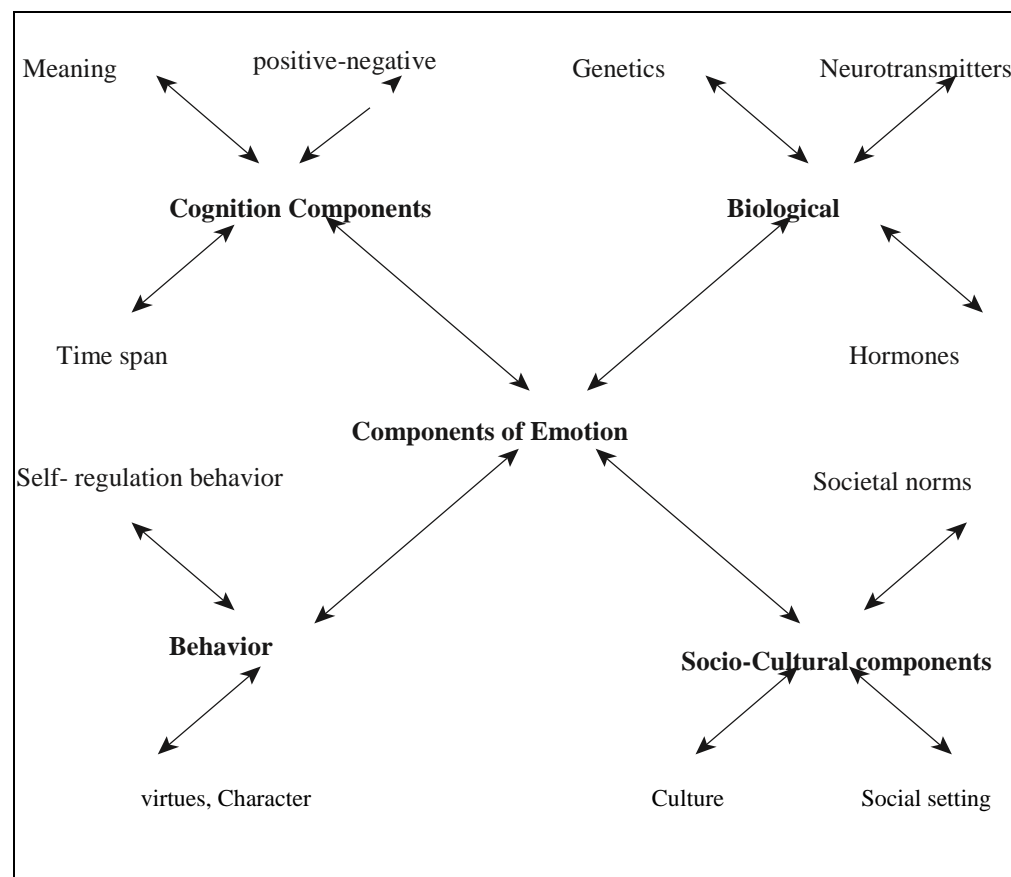 Meaning
positive-negative
Genetics
Neurotransmitters
Cognition Components
Biological
Time span
Hormones
Components of Emotion
Self- regulation behavior
Societal norms
Behavior
Socio-Cultural components
virtues, Character
Culture
Social setting